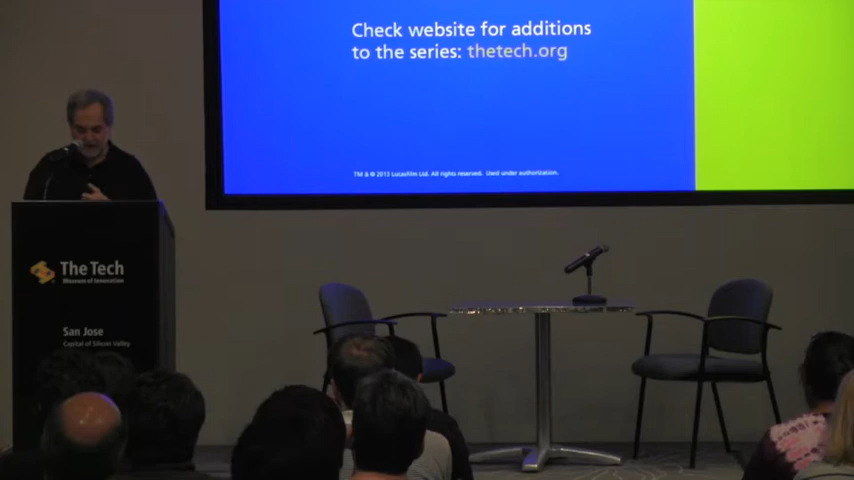 Check website for additions
to the series: thetech.org
TM & © 2013 Lucasfilm Ltd. All rights reserved. Used under authorization.
The Tech
Museum of Innovation
San Jose
Capital of Silicon Valley